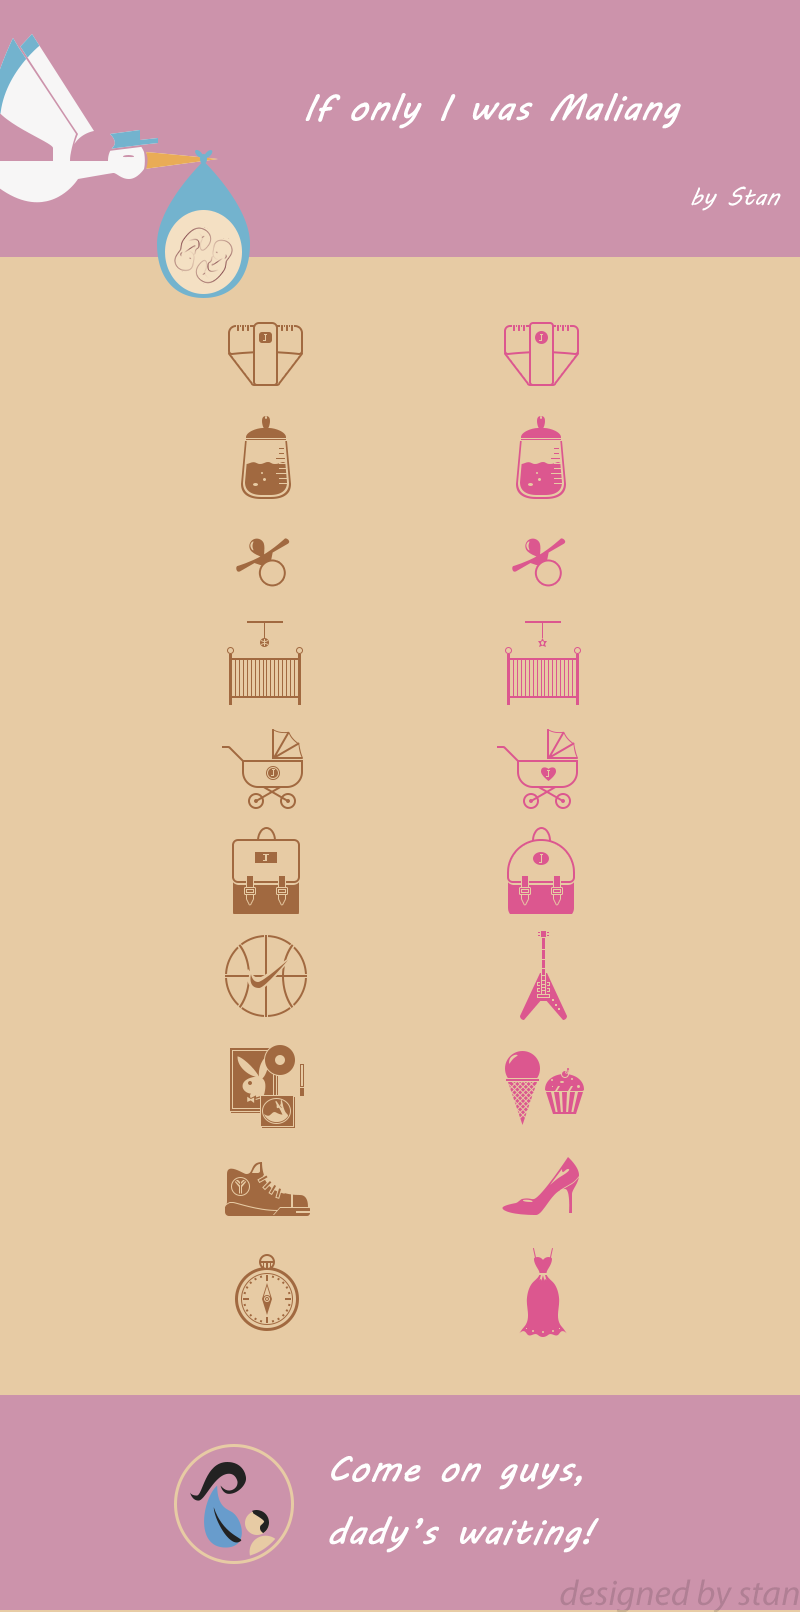 If only I was Maliang
by Stan
J
J
J
J
J
J
Come on guys,
dady's waiting!
designed by stan